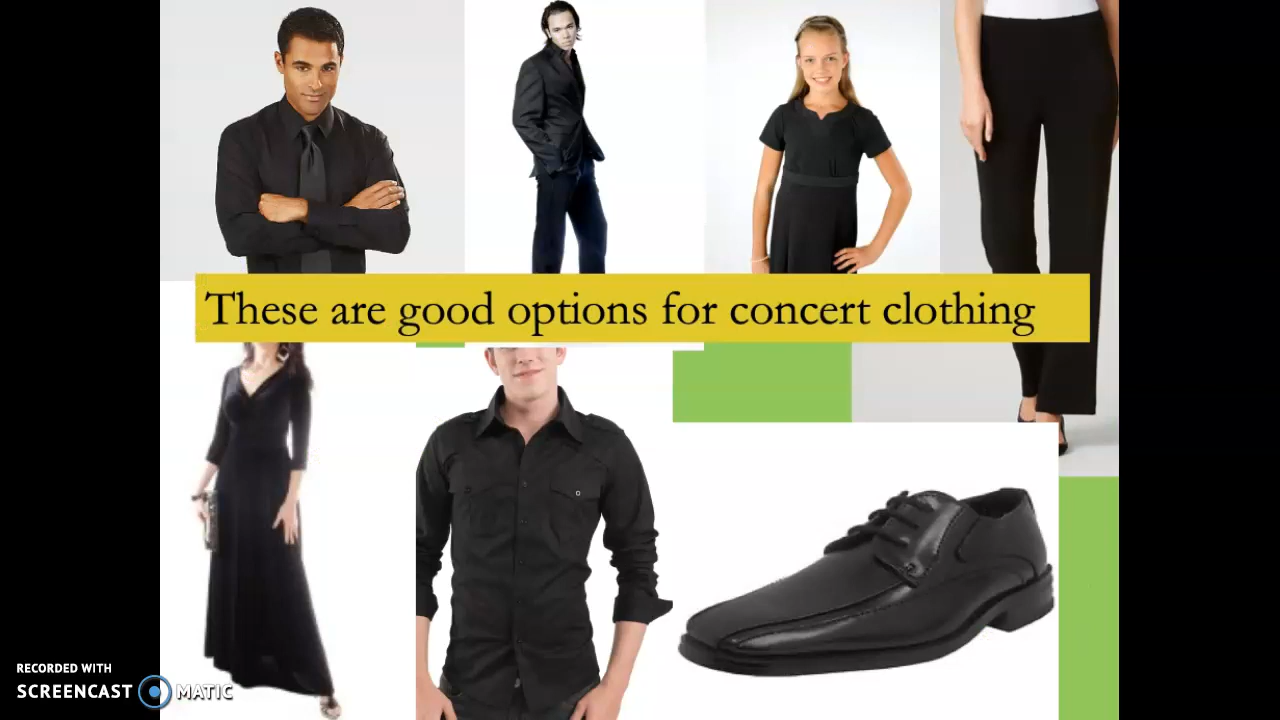 These are good options for concert clothing
RECORDED WITH
SCREENCAST MATIC